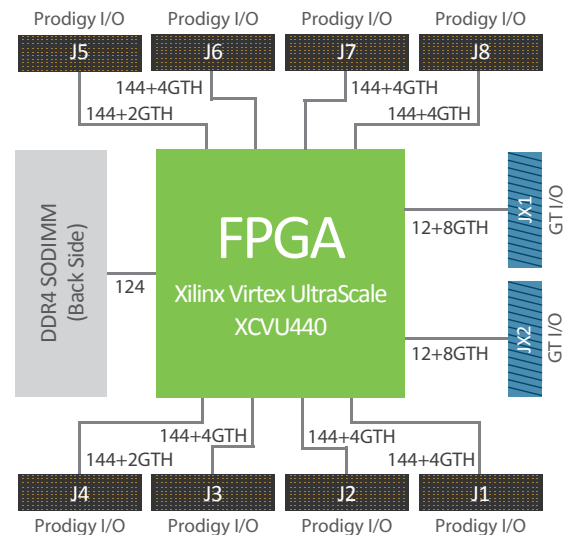 Prodigy I/O Prodigy I/O Prodigy I/O Prodigy I/O
J5 J6 J7 J8
144+4GTH 144+4GTH
144+2GTH 144+4GTH
DDR4 SODIMM
(Back Side)
124
FPGA
Xilinx Virtex UltraScale
XCVU440
12+8GTH
JX1
GT I/O
12+8GTH
JX2
GT I/O
144+4GTH 144+4GTH
144+2GTH 144+4GTH
J4 J3 J2 J1
Prodigy I/O Prodigy I/O Prodigy I/O Prodigy I/O